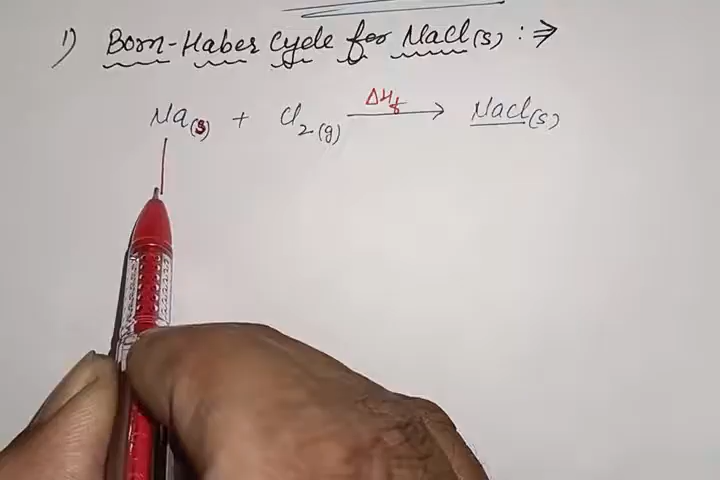 1) Born-Haber Cycle for NaCl(s) :⇒
Na(s) + Cl₂(g) —ΔHf→ NaCl(s)